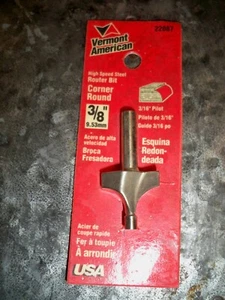 Vermont
American
High Speed Steel
Router Bit
Corner
Round
3/8"
9.53mm
3/16" Pilot
Piloto de 3/16"
Guide 3/16 po
Acero de alta
velocidad
Broca
Fresadora
Esquina
Redon-
deada
Acier de
coupe rapide
Fer à toupie
À arrondir
USA